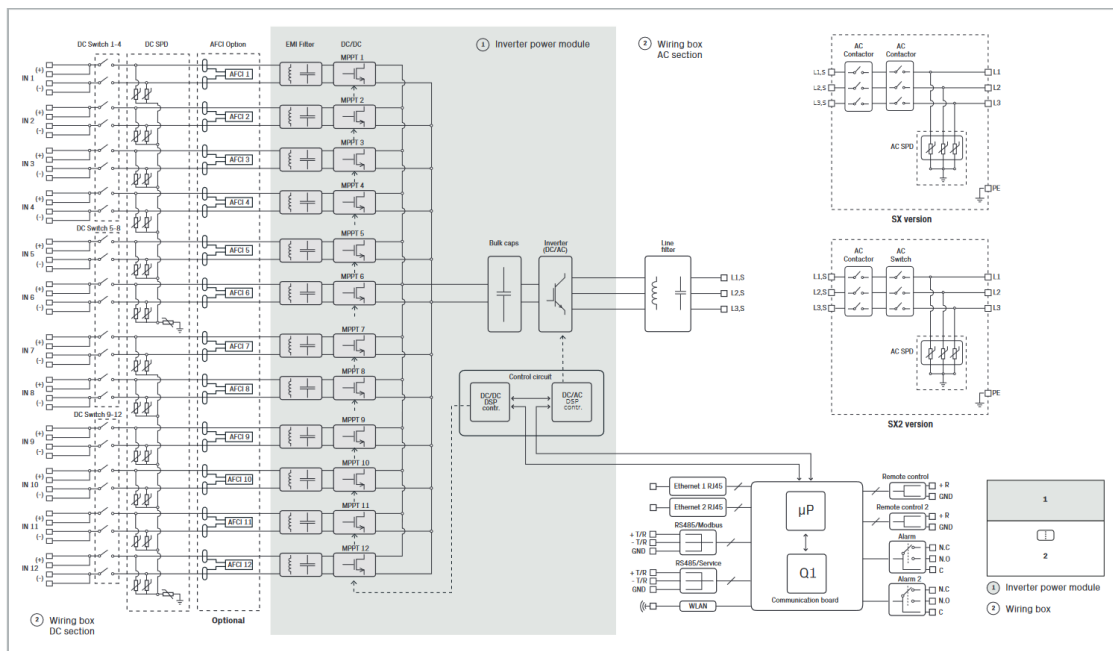 DC Switch 1-4
DC SPD
AFCI Option
EMI Filter
DC/DC
1 Inverter power module
2 Wiring box
AC section
MPPT 1
IN 1
(+)
(-)
AFCI 1
MPPT 2
IN 2
(+)
(-)
AFCI 2
MPPT 3
IN 3
(+)
(-)
AFCI 3
MPPT 4
IN 4
(+)
(-)
AFCI 4
DC Switch 5-8
MPPT 5
IN 5
(+)
(-)
AFCI 5
MPPT 6
IN 6
(+)
(-)
AFCI 6
MPPT 7
IN 7
(+)
(-)
AFCI 7
MPPT 8
IN 8
(+)
(-)
AFCI 8
DC Switch 9-12
MPPT 9
IN 9
(+)
(-)
AFCI 9
MPPT 10
IN 10
(+)
(-)
AFCI 10
MPPT 11
IN 11
(+)
(-)
AFCI 11
MPPT 12
IN 12
(+)
(-)
AFCI 12
2 Wiring box
DC section
Optional
Bulk caps
Inverter
(DC/AC)
Line
filter
L1,S
L2,S
L3,S
Control circuit
DC/DC
DSP
contr.
DC/AC
DSP
contr.
AC
Contactor
AC
Contactor
L1,S
L2,S
L3,S
L1
L2
L3
AC SPD
PE
SX version
AC
Contactor
AC
Switch
L1,S
L2,S
L3,S
L1
L2
L3
AC SPD
PE
SX2 version
Ethernet 1 RJ45
Ethernet 2 RJ45
RS485/Modbus
+ T/R
- T/R
GND
RS485/Service
+ T/R
- T/R
GND
WLAN
µP
Q1
Communication board
Remote control
+ R
GND
Remote control 2
+ R
GND
Alarm
N.C
N.O
C
Alarm 2
N.C
N.O
C
1
2
1 Inverter power module
2 Wiring box